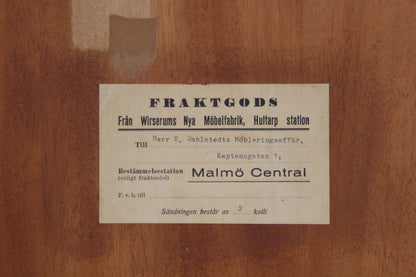 FRAKTGODS
Från Wirserums Nya Möbelfabrik, Hultarp station
Till Herr E. Dahlstedts Möbleringsaffär,
Kaptensgatan 1,
Bestämmelsestation Malmö Central
(enligt fraktsedel)
F. v. b. till
Sändningen består av 2 kolli